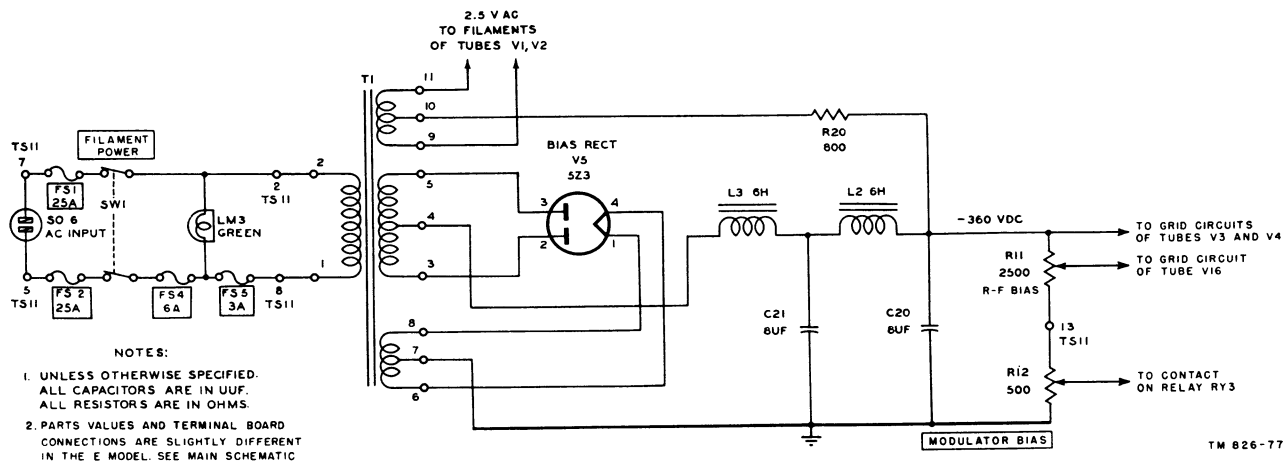 2.5 V AC
TO FILAMENTS
OF TUBES V1, V2
T1
11
10
9
R20
800
BIAS RECT
V5
5Z3
FILAMENT
POWER
TS11
7
FS1
25A
SW1
SO 6
AC INPUT
LM3
GREEN
2
TS11
2
1
5
4
3
3
2
4
1
L3 6H
L2 6H
-360 VDC
TO GRID CIRCUITS
OF TUBES V3 AND V4
R11
2500
R-F BIAS
TO GRID CIRCUIT
OF TUBE V16
5
TS11
FS 2
25A
FS4
6A
FS5
3A
8
TS11
8
7
6
C21
8UF
C20
8UF
13
TS11
R12
500
TO CONTACT
ON RELAY RY3
MODULATOR BIAS
NOTES:
1. UNLESS OTHERWISE SPECIFIED.
ALL CAPACITORS ARE IN UUF.
ALL RESISTORS ARE IN OHMS.
2. PARTS VALUES AND TERMINAL BOARD
CONNECTIONS ARE SLIGHTLY DIFFERENT
IN THE E MODEL. SEE MAIN SCHEMATIC
TM 826-77